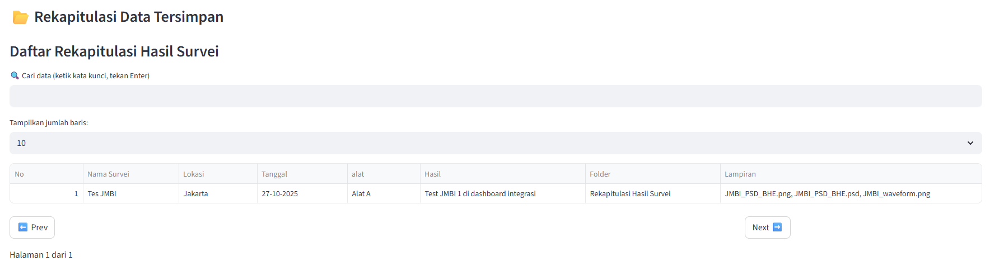 Rekapitulasi Data Tersimpan
Daftar Rekapitulasi Hasil Survei
Cari data (ketik kata kunci, tekan Enter)
Tampilkan jumlah baris:
10
No Nama Survei Lokasi Tanggal alat Hasil Folder Lampiran
1 Tes JMBI Jakarta 27-10-2025 Alat A Test JMBI 1 di dashboard integrasi Rekapitulasi Hasil Survei JMBI_PSD_BHE.png, JMBI_PSD_BHE.psd, JMBI_waveform.png
Prev Next
Halaman 1 dari 1